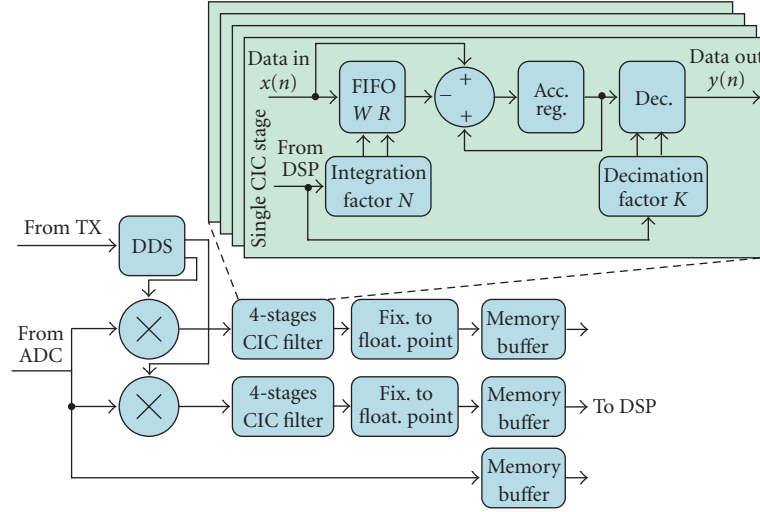 Single CIC stage
Data in
x(n)
FIFO
W R
−
+
+
Acc.
reg.
Dec.
Data out
y(n)
From
DSP
Integration
factor N
Decimation
factor K
From TX
DDS
From
ADC
4-stages
CIC filter
Fix. to
float. point
Memory
buffer
4-stages
CIC filter
Fix. to
float. point
Memory
buffer
To DSP
Memory
buffer